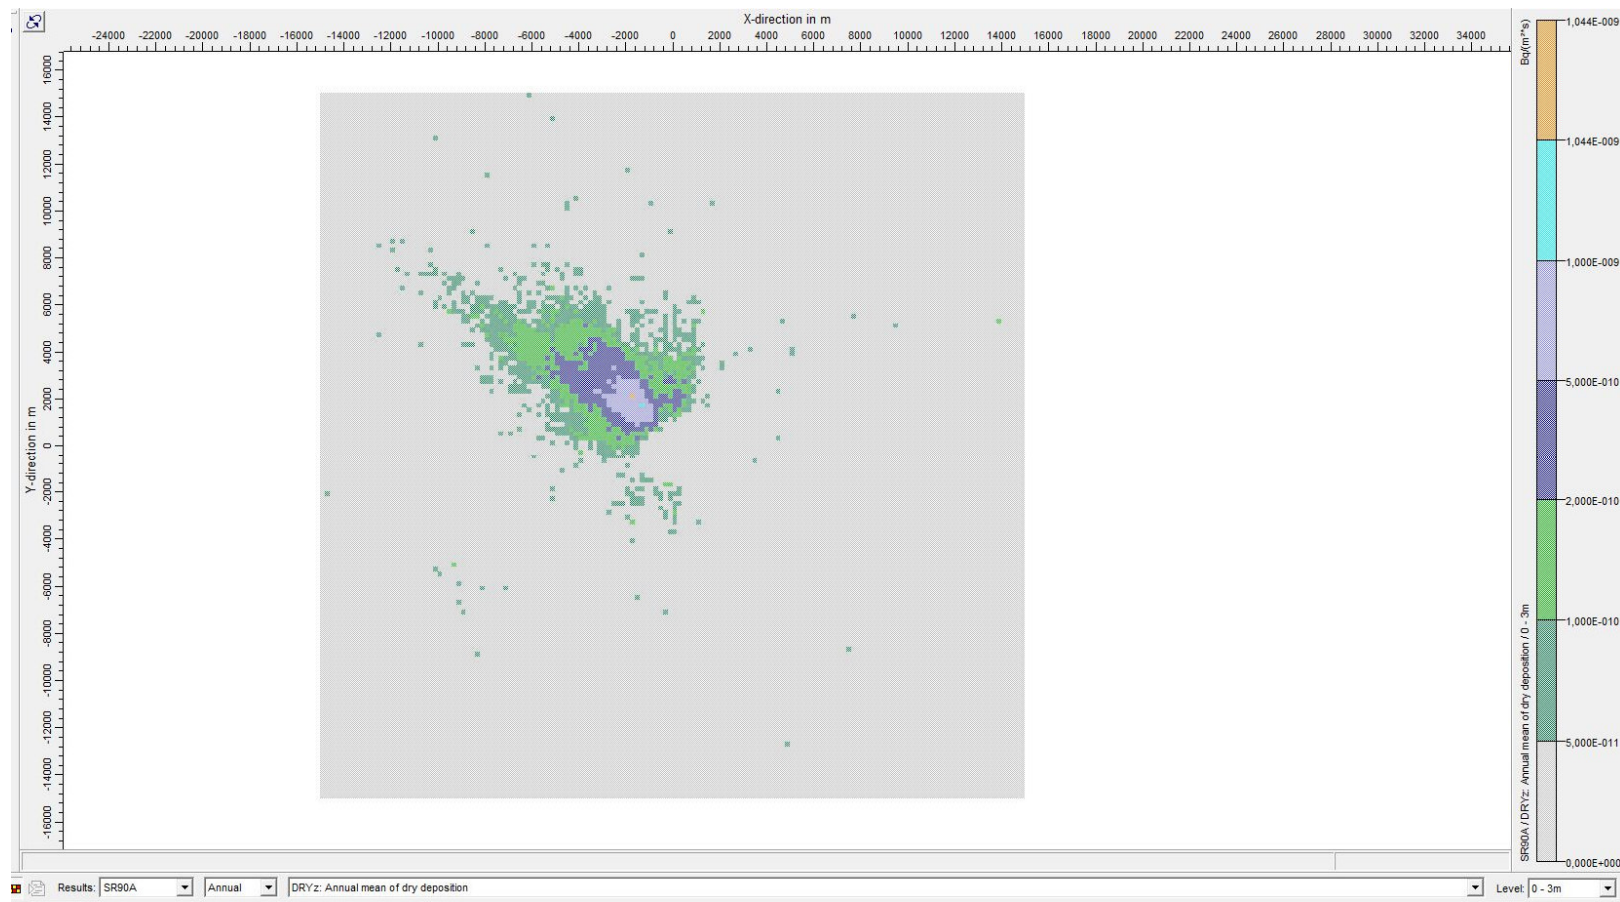 X-direction in m
-24000 -22000 -20000 -18000 -16000 -14000 -12000 -10000 -8000 -6000 -4000 -2000 0 2000 4000 6000 8000 10000 12000 14000 16000 18000 20000 22000 24000 26000 28000 30000 32000 34000
Y-direction in m
16000
14000
12000
10000
8000
6000
4000
2000
0
-2000
-4000
-6000
-8000
-10000
-12000
-14000
-16000
Bq/(m²*s)
SR90A / DRYz: Annual mean of dry deposition / 0 - 3m
1,044E-009
1,044E-009
1,000E-009
5,000E-010
2,000E-010
1,000E-010
5,000E-011
0,000E+000
Results: SR90A Annual DRYz: Annual mean of dry deposition Level: 0 - 3m